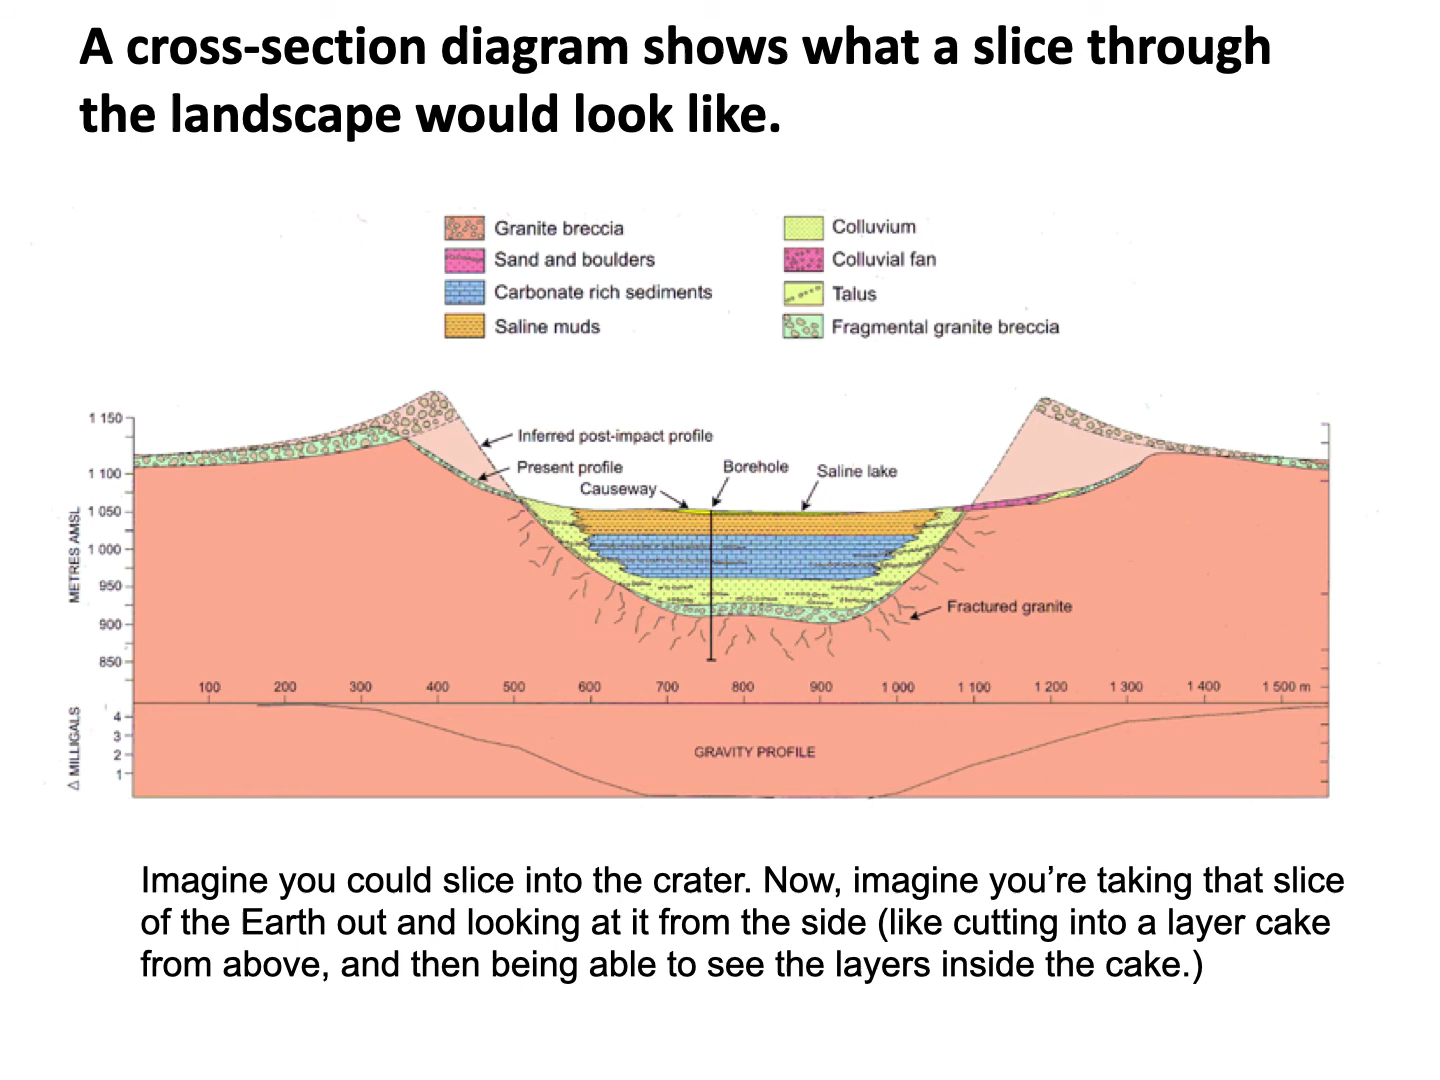 A cross-section diagram shows what a slice through
the landscape would look like.
Granite breccia
Sand and boulders
Carbonate rich sediments
Saline muds
Colluvium
Colluvial fan
Talus
Fragmental granite breccia
1 150
1 100
1 050
1 000
950
900
850
METRES AMSL
Inferred post-impact profile
Present profile
Causeway
Borehole
Saline lake
Fractured granite
100 200 300 400 500 600 700 800 900 1 000 1 100 1 200 1 300 1 400 1 500 m
4
3
2
1
Δ MILLIGALS
GRAVITY PROFILE
Imagine you could slice into the crater. Now, imagine you’re taking that slice
of the Earth out and looking at it from the side (like cutting into a layer cake
from above, and then being able to see the layers inside the cake.)